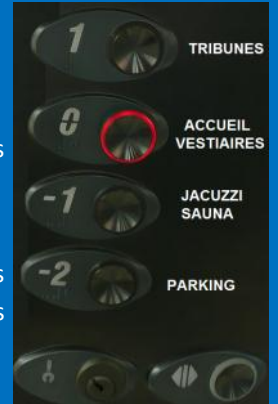 1 TRIBUNES
0 ACCUEIL
VESTIAIRES
-1 JACUZZI
SAUNA
-2 PARKING
s
s
s